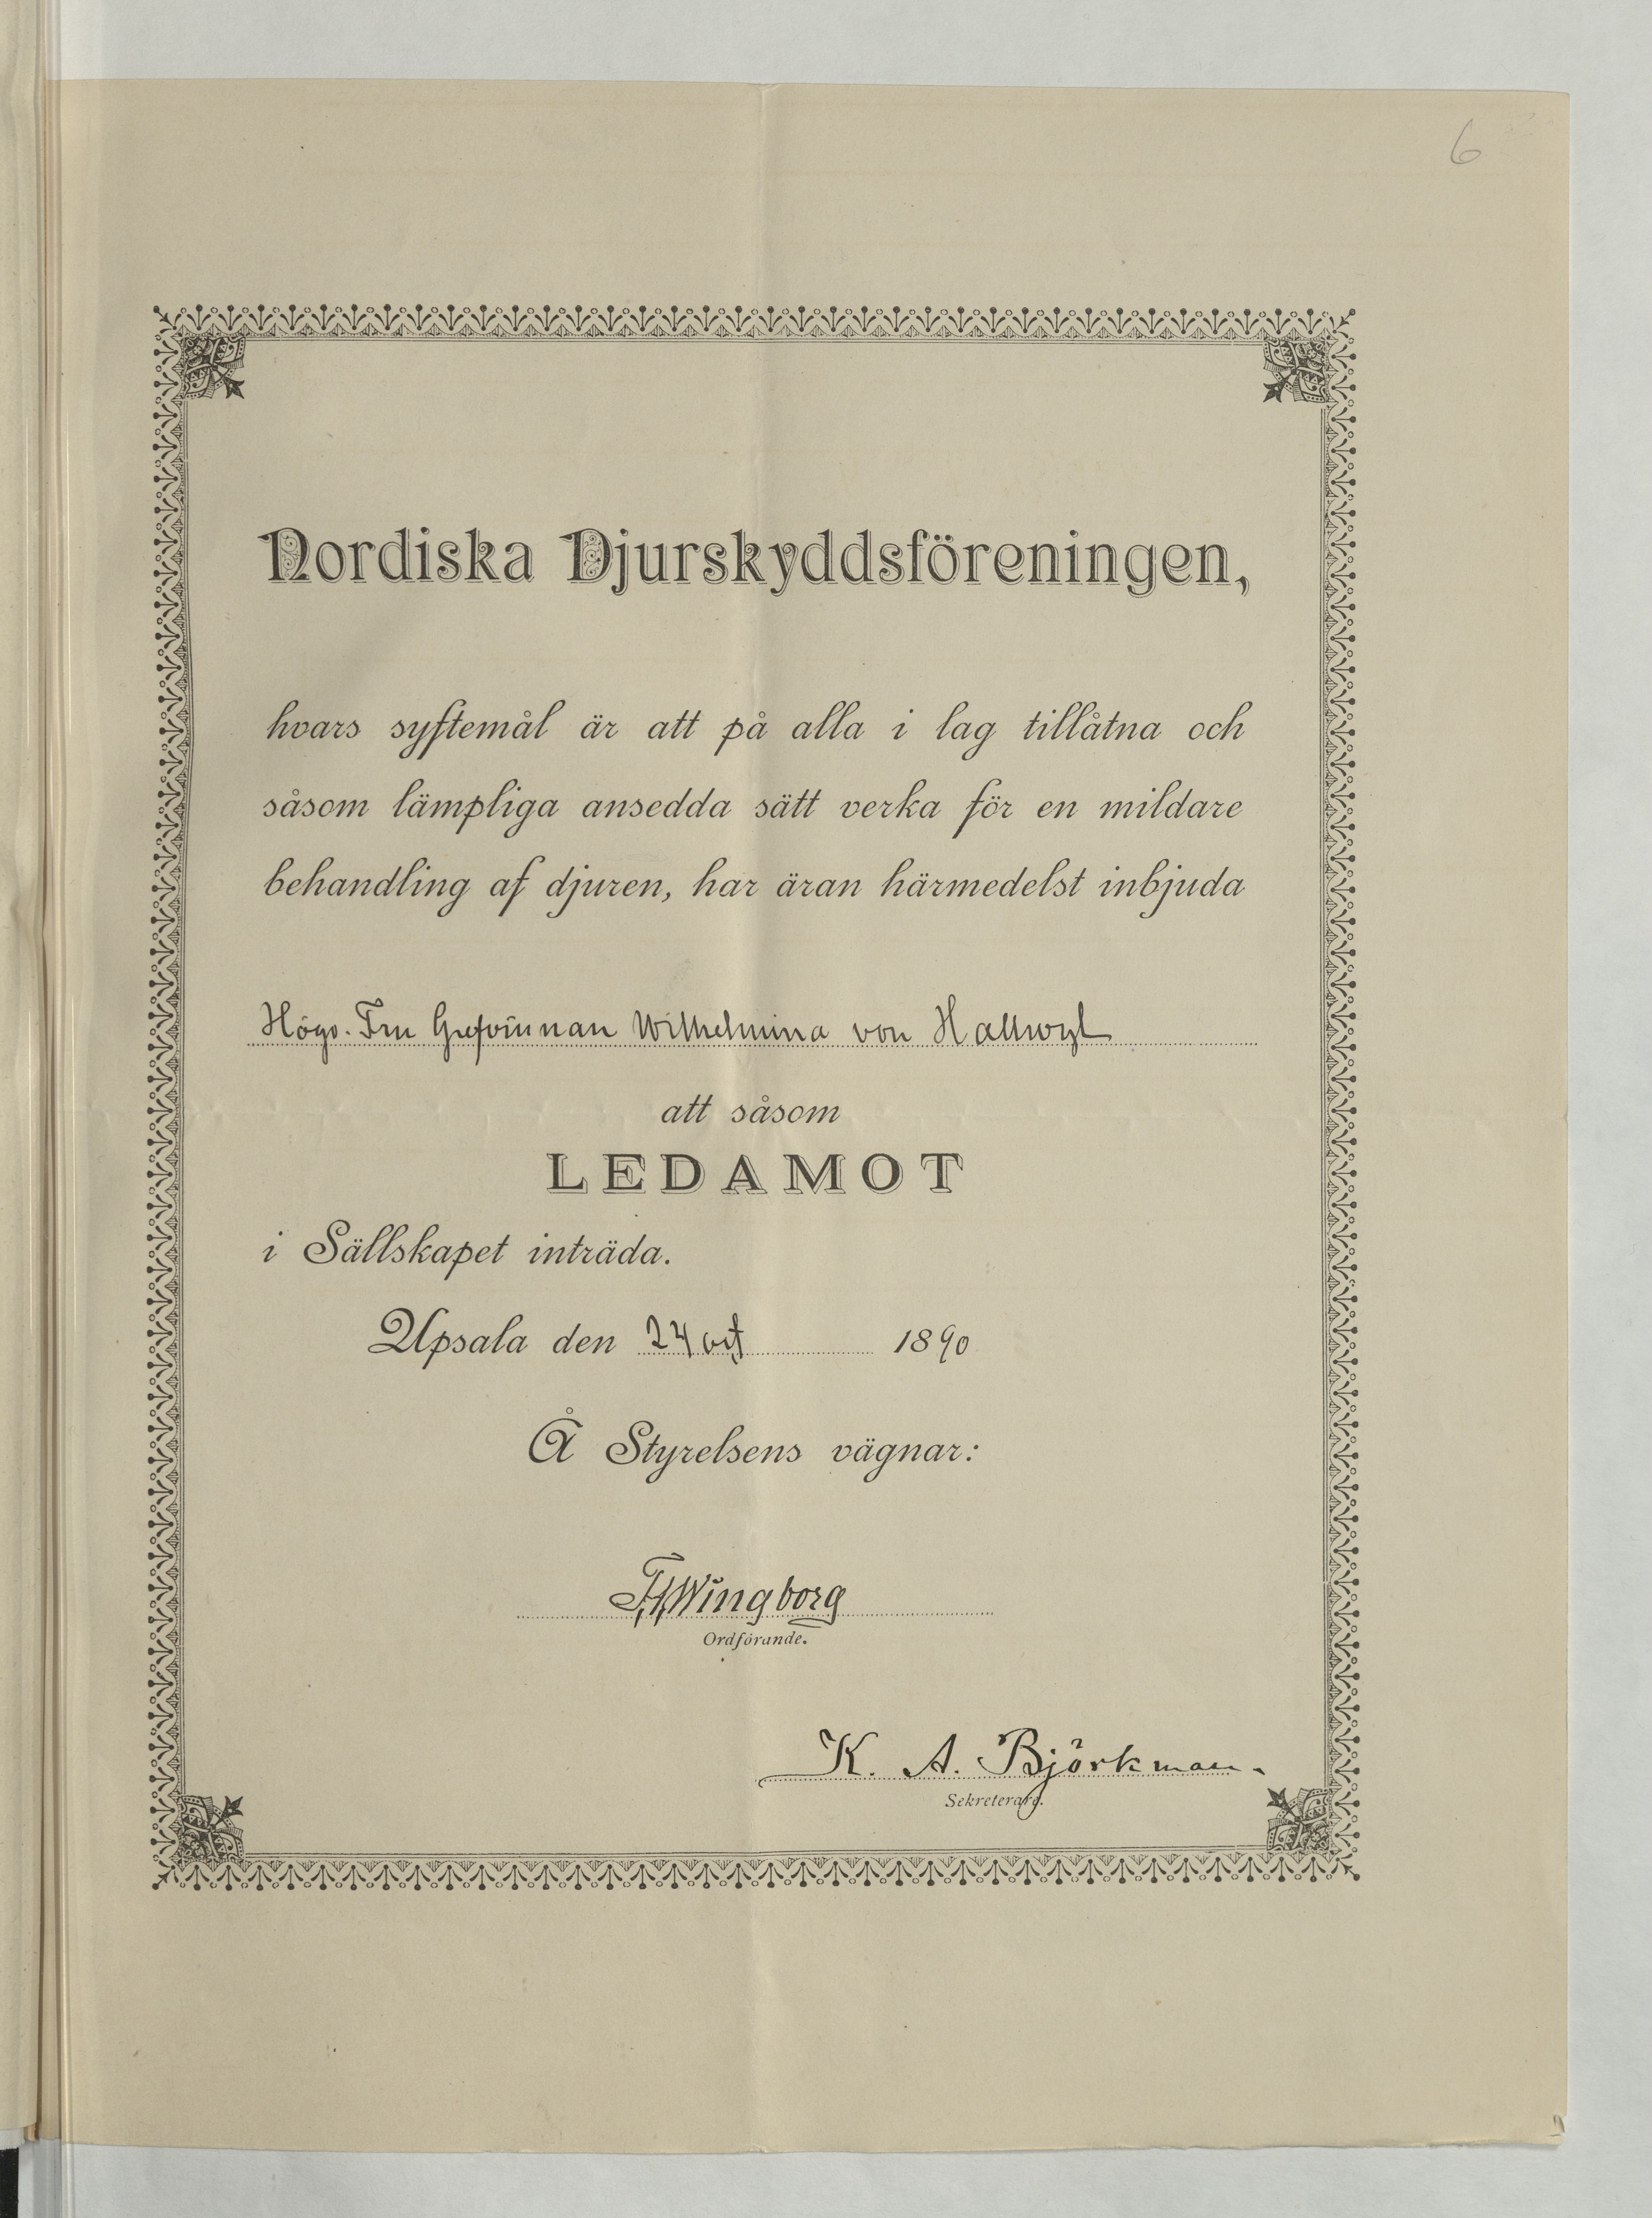 6
Nordiska Djurskyddsföreningen,
hvars syftemål är att på alla i lag tillåtna och
såsom lämpliga ansedda sätt verka för en mildare
behandling af djuren, har äran härmedelst inbjuda
Högv. Fru Grefvinnan Wilhelmina von Hallwyl
att såsom
LEDAMOT
i Sällskapet inträda.
Upsala den 24 oct 1890
Å Styrelsens vägnar:
Wingborg
Ordförande.
K. A. Björkman.
Sekreterare.